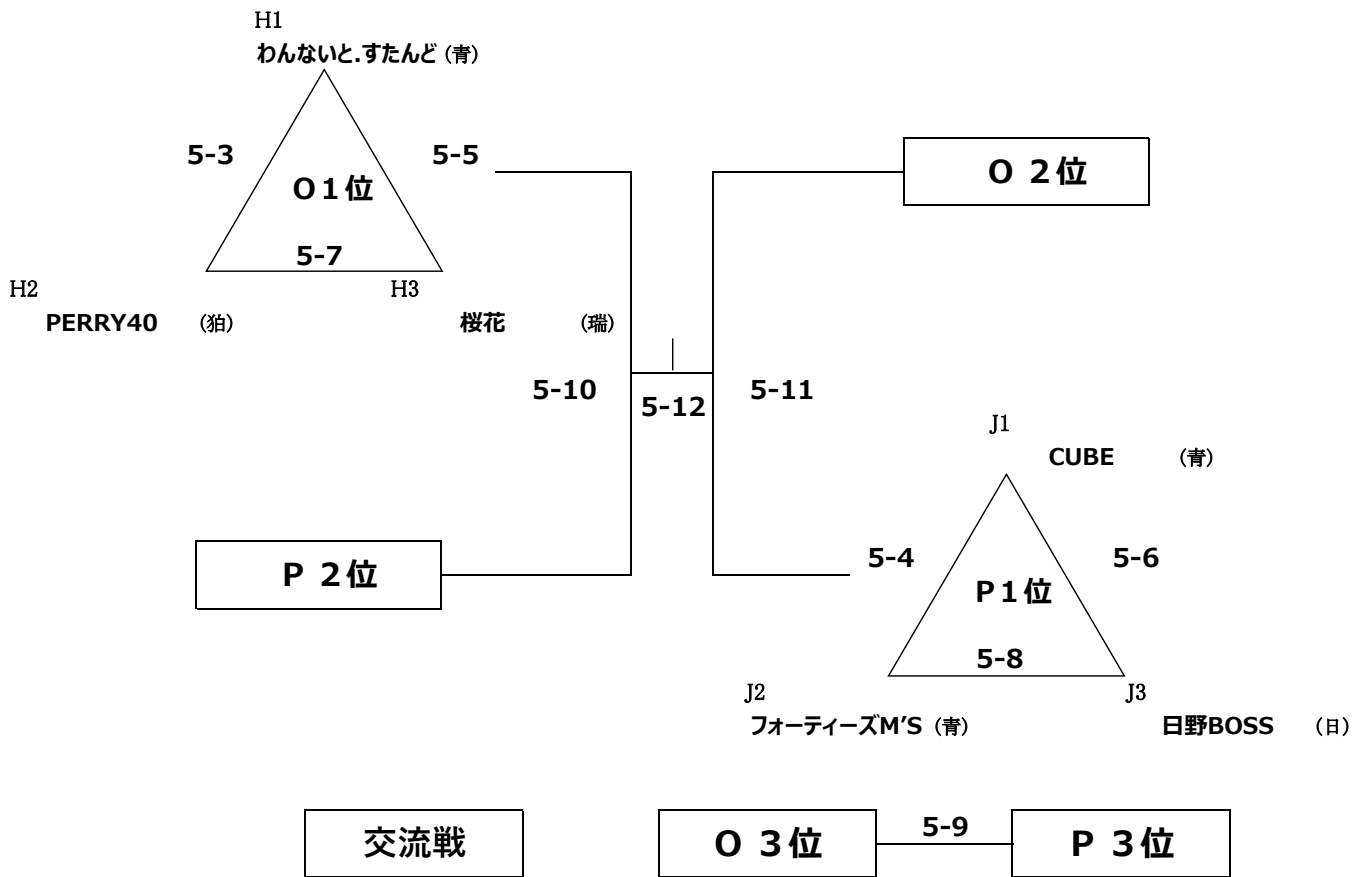 H1
わんないと.すたんど (青)
5-3
5-5
O1位
5-7
H2
H3
PERRY40 (狛)
桜花 (瑞)
O 2位
5-10
5-12
5-11
J1
CUBE (青)
P 2位
5-4
5-6
P1位
5-8
J2
J3
フォーティーズM'S (青)
日野BOSS (日)
交流戦
O 3位
5-9
P 3位